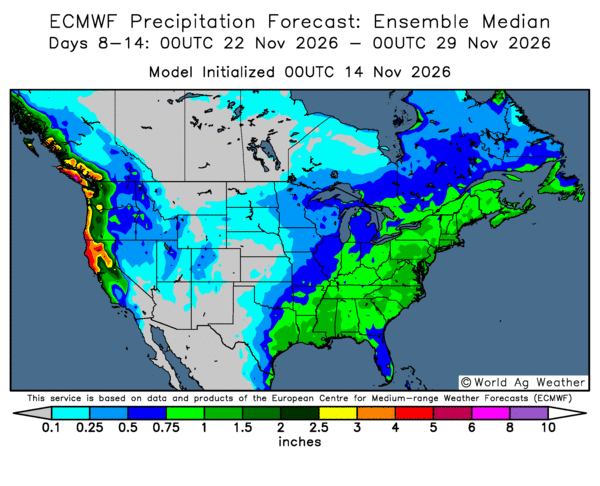 ECMWF Precipitation Forecast: Ensemble Median
Days 8-14: 00UTC 22 Nov 2026 - 00UTC 29 Nov 2026
Model Initialized 00UTC 14 Nov 2026
© World Ag Weather
This service is based on data and products of the European Centre for Medium-range Weather Forecasts (ECMWF)
0.1 0.25 0.5 0.75 1 1.5 2 2.5 3 4 5 6 8 10
inches